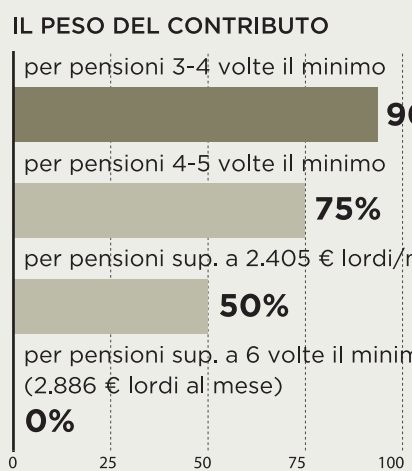 IL PESO DEL CONTRIBUTO
per pensioni 3-4 volte il minimo
per pensioni 4-5 volte il minimo
75%
per pensioni sup. a 2.405 € lordi/
50%
per pensioni sup. a 6 volte il
(2.886 € lordi al mese)
0%
0 25 50 75 100